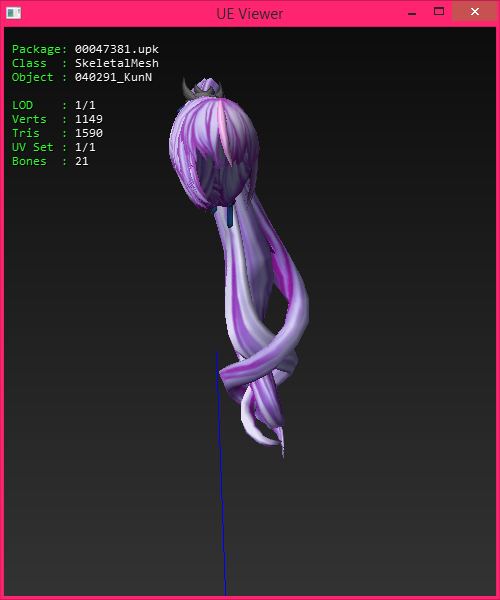 UE Viewer
Package: 00047381.upk
Class : SkeletalMesh
Object : 040291_KunN
LOD : 1/1
Verts : 1149
Tris : 1590
UV Set : 1/1
Bones : 21